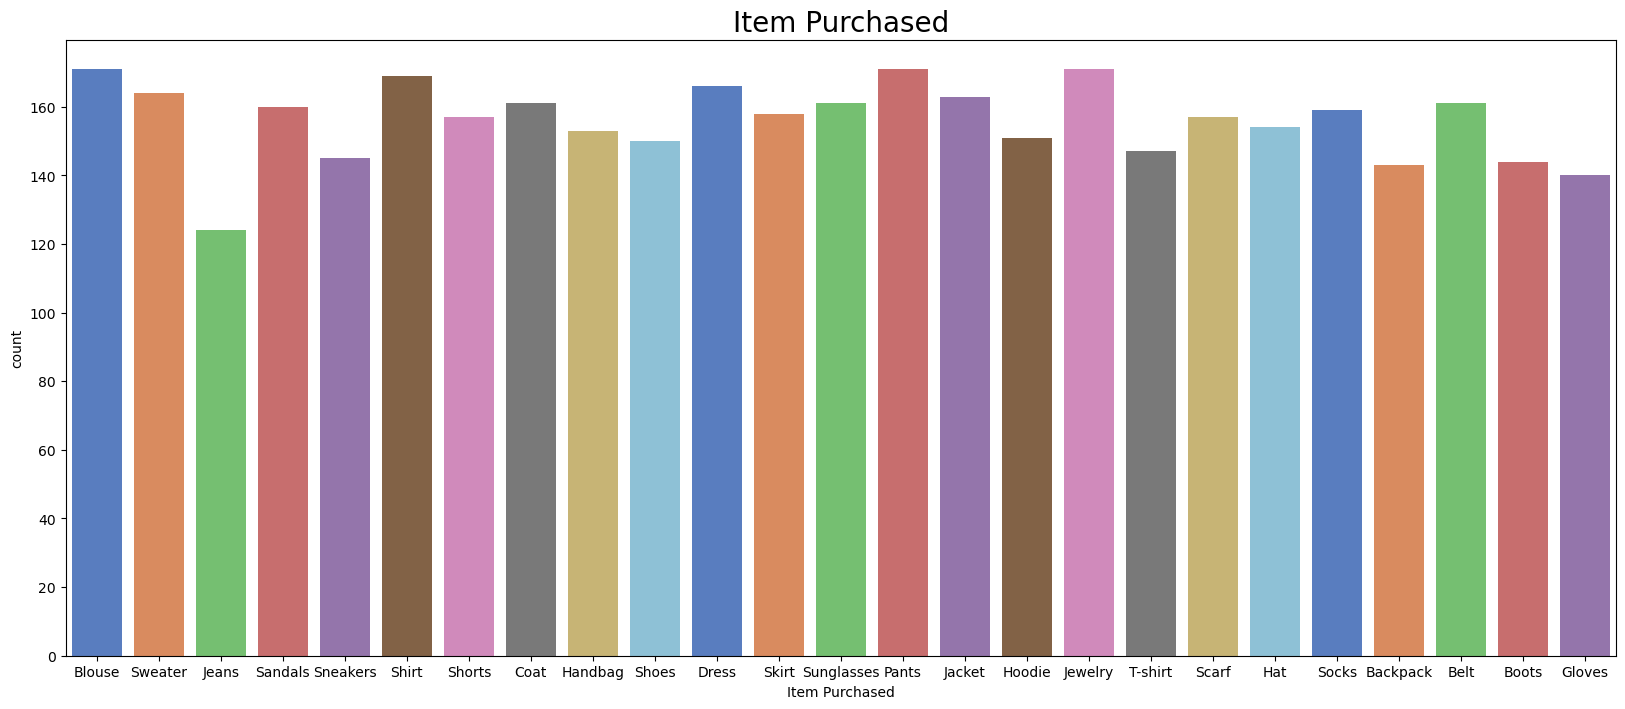 Item Purchased
count
160
140
120
100
80
60
40
20
0
Blouse Sweater Jeans Sandals Sneakers Shirt Shorts Coat Handbag Shoes Dress Skirt Sunglasses Pants Jacket Hoodie Jewelry T-shirt Scarf Hat Socks Backpack Belt Boots Gloves
Item Purchased